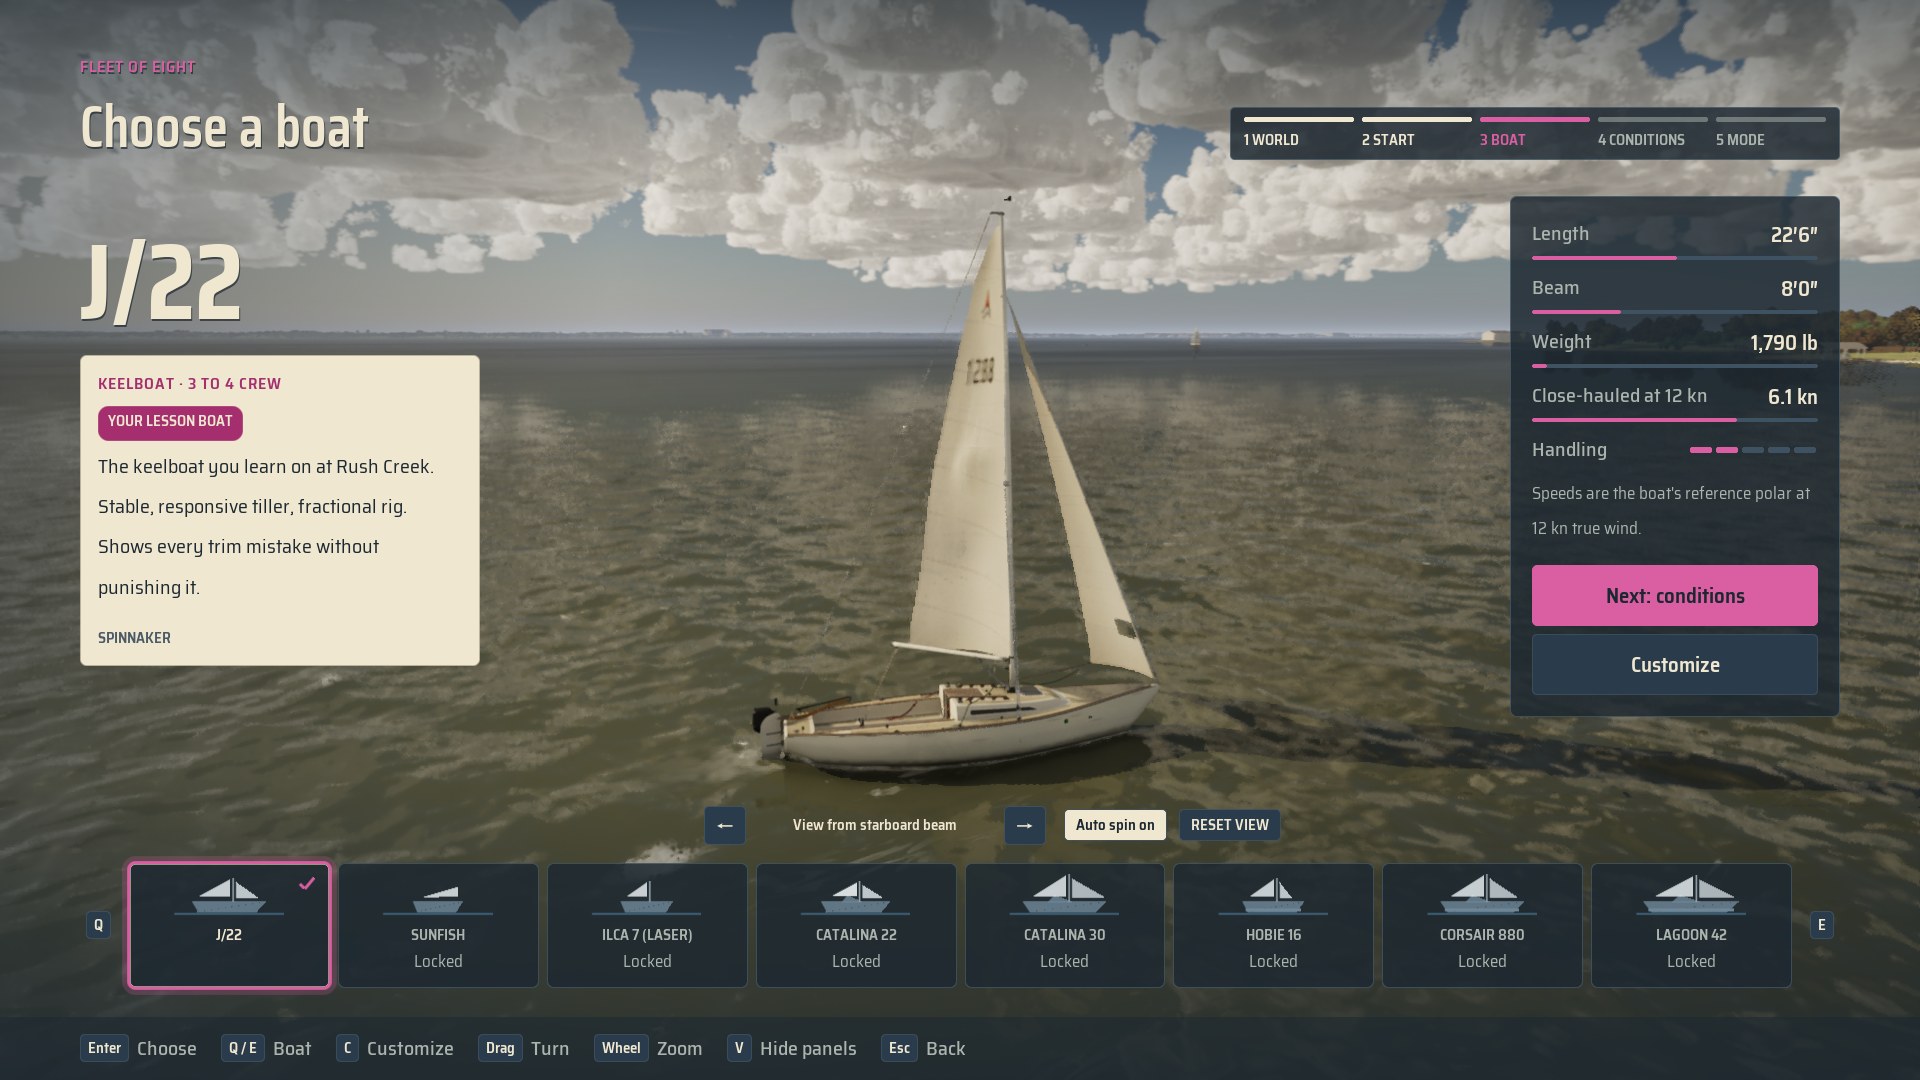 FLEET OF EIGHT
Choose a boat
1 WORLD
2 START
3 BOAT
4 CONDITIONS
5 MODE
J/22
KEELBOAT · 3 TO 4 CREW
YOUR LESSON BOAT
The keelboat you learn on at Rush Creek.
Stable, responsive tiller, fractional rig.
Shows every trim mistake without
punishing it.
SPINNAKER
Length 22'6"
Beam 8'0"
Weight 1,790 lb
Close-hauled at 12 kn 6.1 kn
Handling
Speeds are the boat's reference polar at
12 kn true wind.
Next: conditions
Customize
← View from starboard beam → Auto spin on RESET VIEW
Q
J/22
SUNFISH
Locked
ILCA 7 (LASER)
Locked
CATALINA 22
Locked
CATALINA 30
Locked
HOBIE 16
Locked
CORSAIR 880
Locked
LAGOON 42
Locked
E
Enter Choose Q / E Boat C Customize Drag Turn Wheel Zoom V Hide panels Esc Back